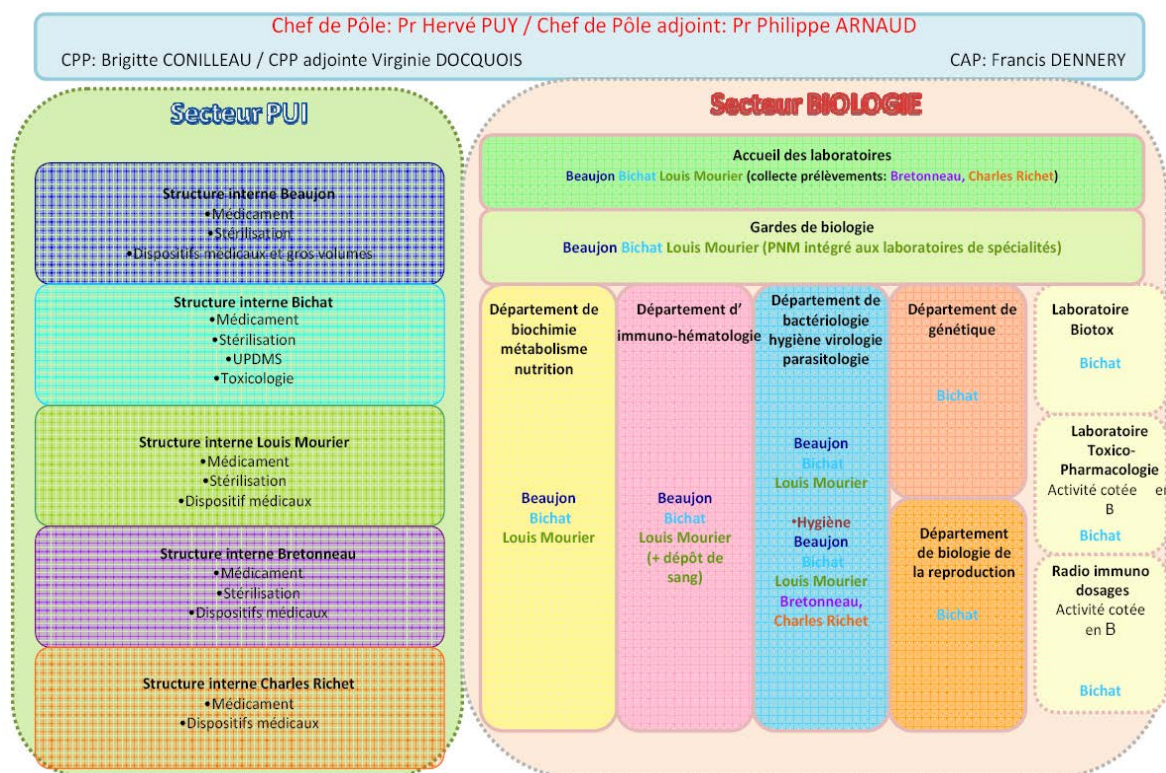 Chef de Pôle: Pr Hervé PUY / Chef de Pôle adjoint: Pr Philippe ARNAUD
CPP: Brigitte CONILLEAU / CPP adjointe Virginie DOCQUOIS
CAP: Francis DENNERY
Secteur PUI
Structure interne Beaujon
•Médicament
•Stérilisation
•Dispositifs médicaux et gros volumes
Structure interne Bichat
•Médicament
•Stérilisation
•UPDMS
•Toxicologie
Structure interne Louis Mourier
•Médicament
•Stérilisation
•Dispositif médicaux
Structure interne Bretonneau
•Médicament
•Stérilisation
•Dispositifs médicaux
Structure interne Charles Richet
•Médicament
•Dispositifs médicaux
Secteur BIOLOGIE
Accueil des laboratoires
Beaujon Bichat Louis Mourier (collecte prélèvements: Bretonneau, Charles Richet)
Gardes de biologie
Beaujon Bichat Louis Mourier (PNM intégré aux laboratoires de spécialités)
Département de
biochimie
métabolisme
nutrition
Beaujon
Bichat
Louis Mourier
Département d'
immuno-hématologie
Beaujon
Bichat
Louis Mourier
(+ dépôt de
sang)
Département de
bactériologie
hygiène virologie
parasitologie
Beaujon
Bichat
Louis Mourier
•Hygiène
Beaujon
Bichat
Louis Mourier
Bretonneau,
Charles Richet
Département de
génétique
Bichat
Département
de biologie de
la reproduction
Bichat
Laboratoire
Biotox
Bichat
Laboratoire
Toxico-
Pharmacologie
Activité cotée en
B
Bichat
Radio immuno
dosages
Activité cotée
en B
Bichat